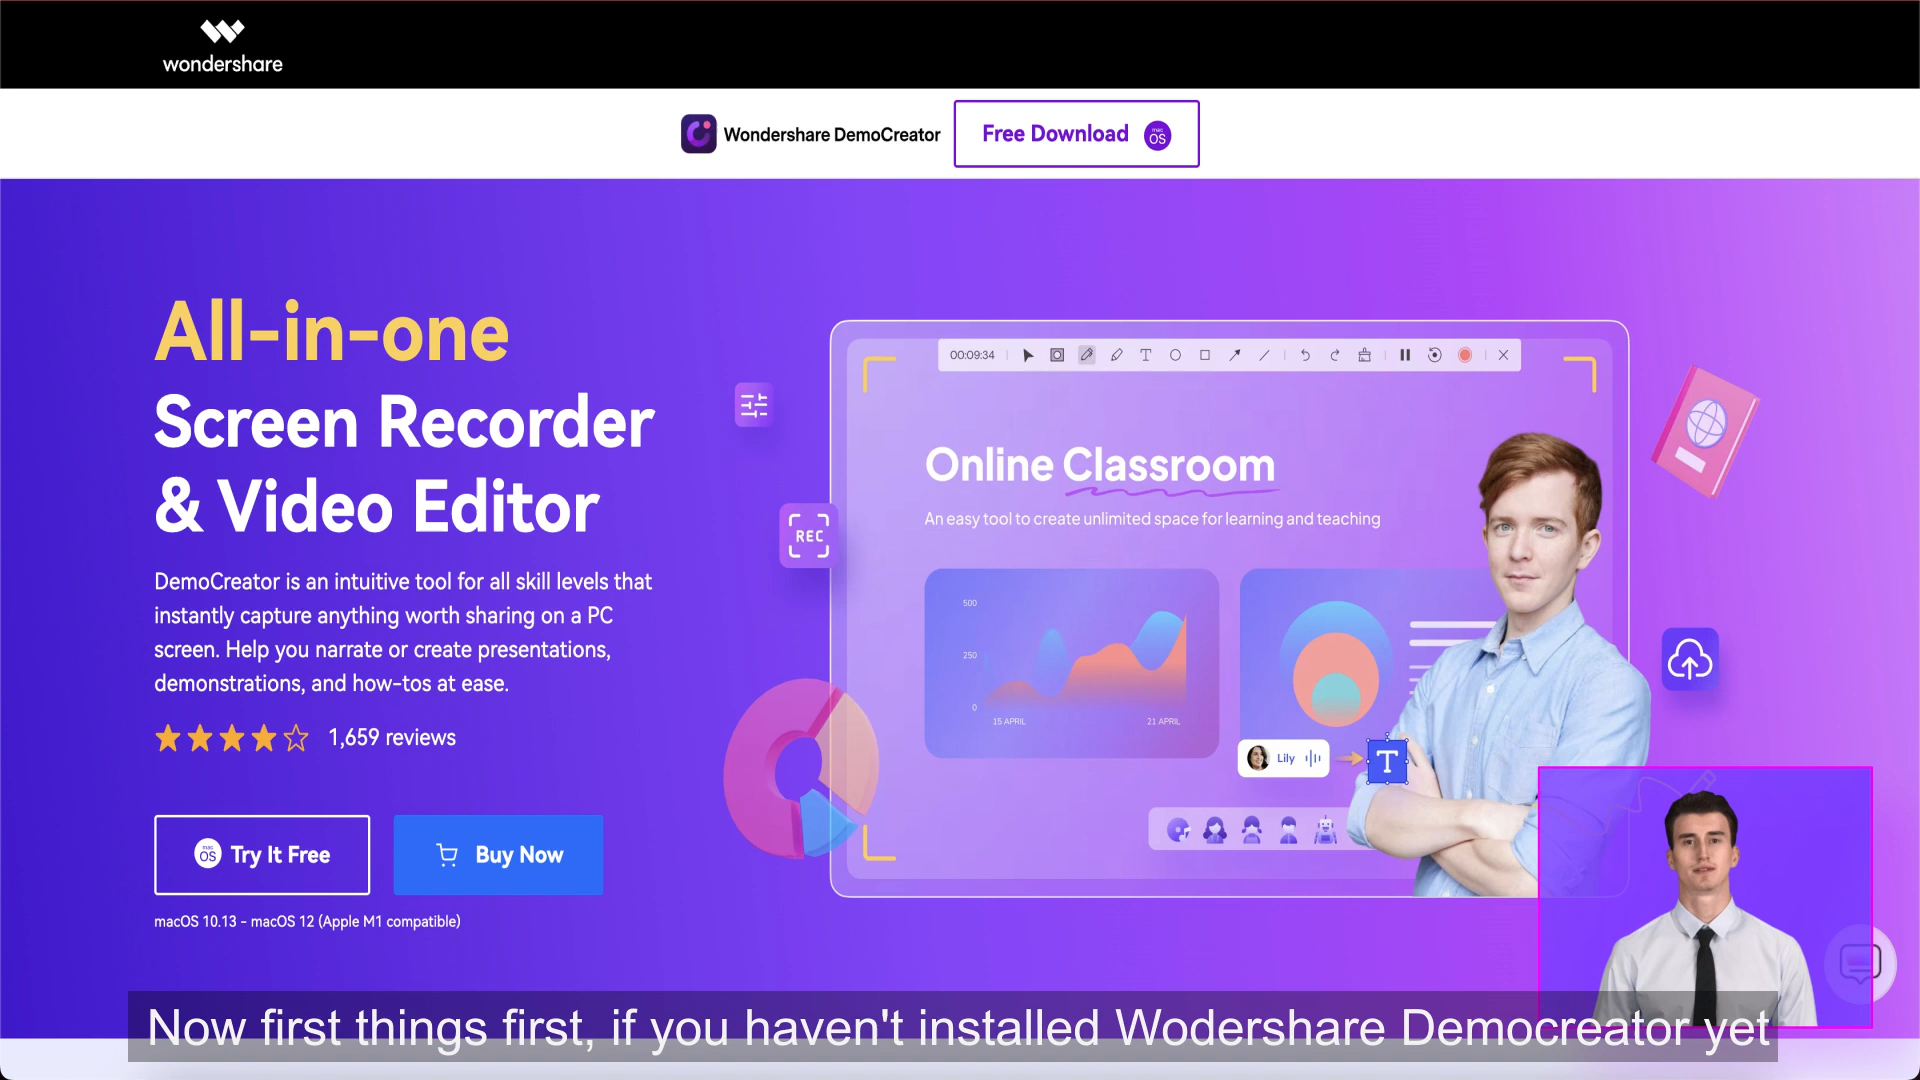 wondershare
Wondershare DemoCreator
Free Download
mac
OS
All-in-one
Screen Recorder
& Video Editor
DemoCreator is an intuitive tool for all skill levels that
instantly capture anything worth sharing on a PC
screen. Help you narrate or create presentations,
demonstrations, and how-tos at ease.
1,659 reviews
mac
OS
Try It Free
Buy Now
macOS 10.13 - macOS 12 (Apple M1 compatible)
00:09:34
T
Online Classroom
An easy tool to create unlimited space for learning and teaching
REC
500
250
0
15 APRIL
21 APRIL
Lily
T
Now first things first, if you haven't installed Wodershare Democreator yet